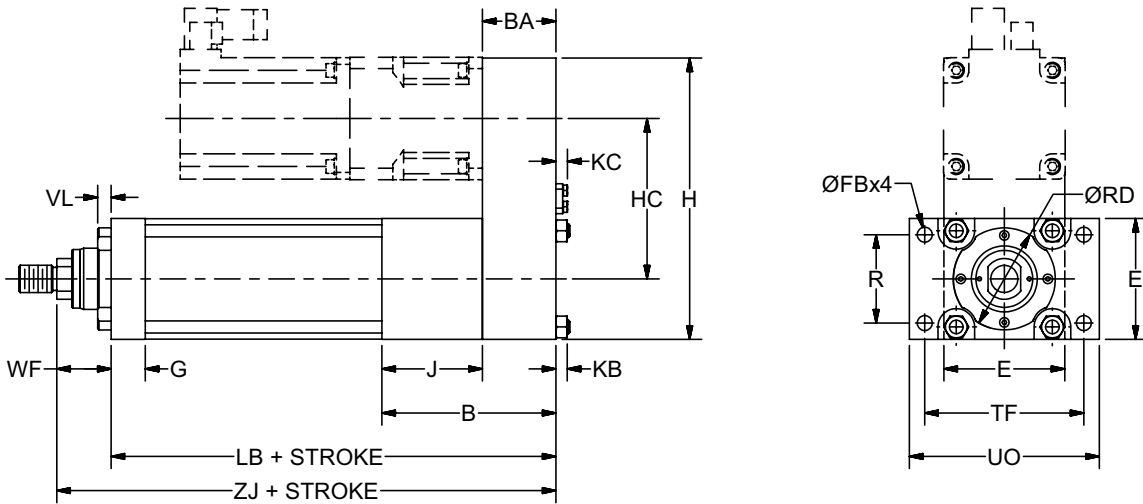 BA
KC
VL
HC
H
ØFBx4
ØRD
R
E
WF
G
J
KB
E
B
TF
LB + STROKE
UO
ZJ + STROKE